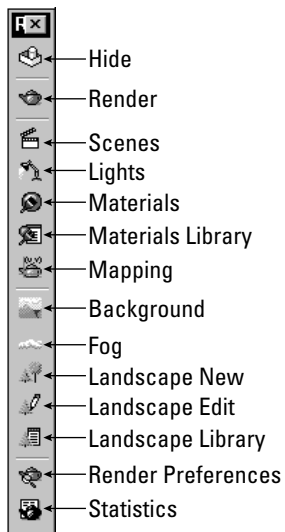 R
Hide
Render
Scenes
Lights
Materials
Materials Library
Mapping
Background
Fog
Landscape New
Landscape Edit
Landscape Library
Render Preferences
Statistics